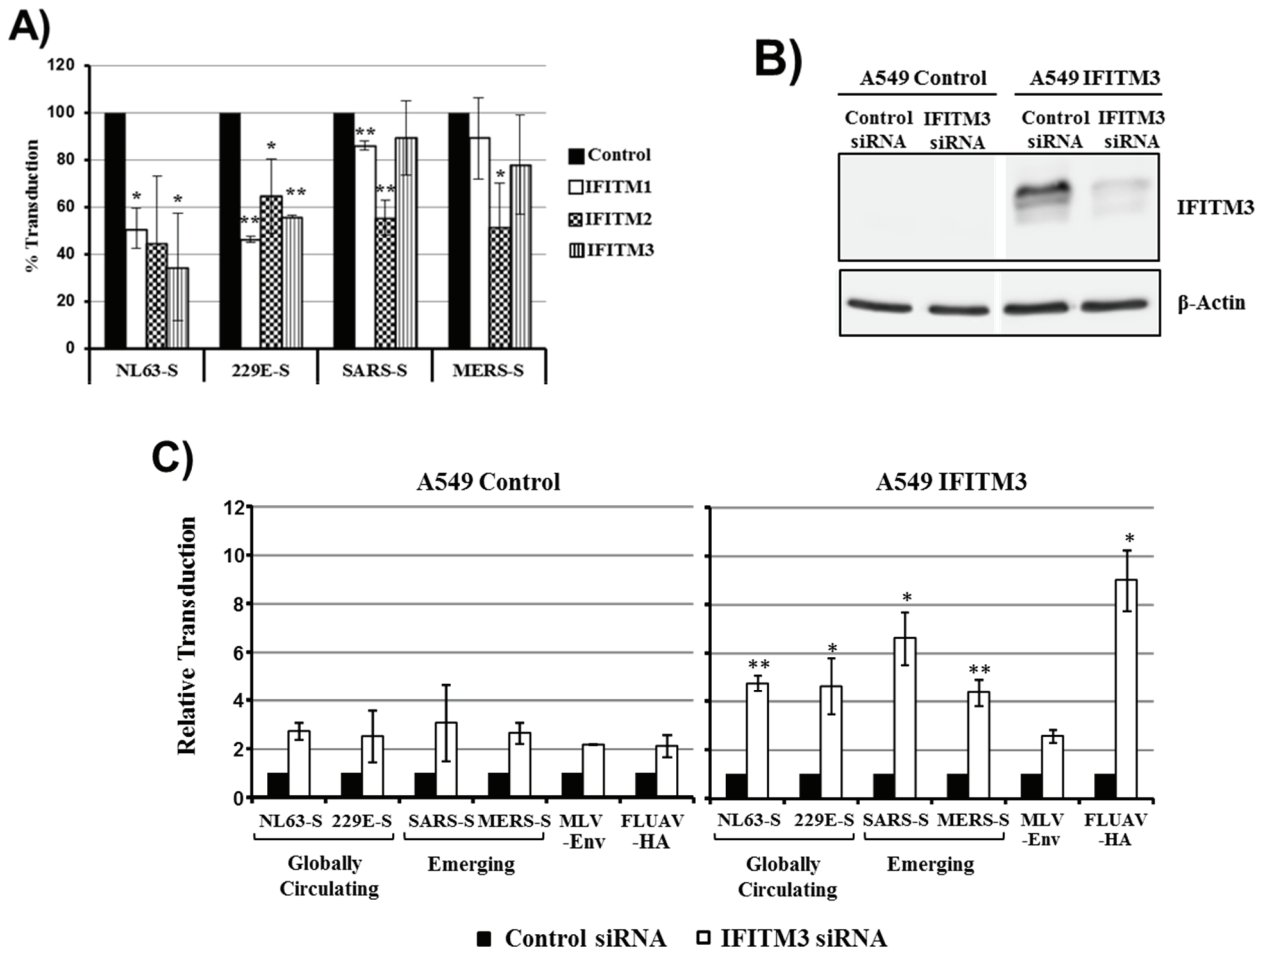 A)
120
100
80
60
40
20
0
% Transduction
*
*
**
*
**
**
**
*
NL63-S 229E-S SARS-S MERS-S
Control
IFITM1
IFITM2
IFITM3
B)
A549 Control A549 IFITM3
Control IFITM3 Control IFITM3
siRNA siRNA siRNA siRNA
IFITM3
β-Actin
C)
A549 Control
Relative Transduction
12
10
8
6
4
2
0
NL63-S 229E-S SARS-S MERS-S MLV FLUAV
-Env -HA
Globally Emerging
Circulating
A549 IFITM3
**
*
*
**
*
NL63-S 229E-S SARS-S MERS-S MLV FLUAV
-Env -HA
Globally Emerging
Circulating
Control siRNA IFITM3 siRNA